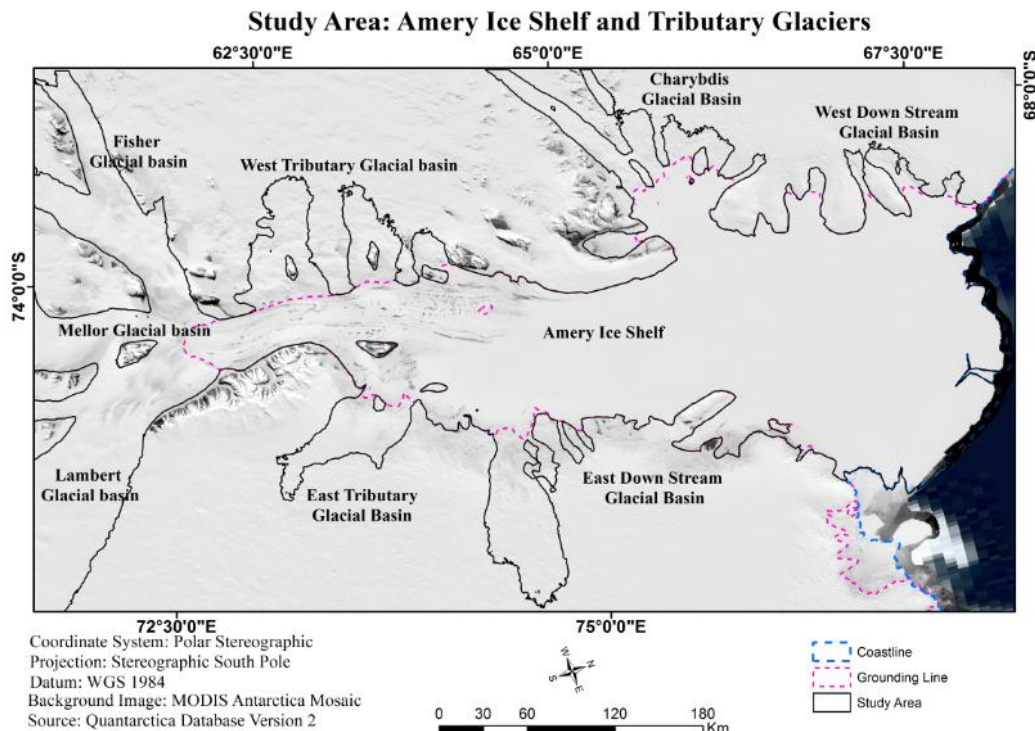 Study Area: Amery Ice Shelf and Tributary Glaciers
62°30'0"E
65°0'0"E
67°30'0"E
68°0'0"S
Charybdis
Glacial Basin
West Down Stream
Glacial Basin
Fisher
Glacial basin
West Tributary Glacial basin
74°0'0"S
Mellor Glacial basin
Amery Ice Shelf
Lambert
Glacial basin
East Tributary
Glacial Basin
East Down Stream
Glacial Basin
72°30'0"E
75°0'0"E
Coordinate System: Polar Stereographic
Projection: Stereographic South Pole
Datum: WGS 1984
Background Image: MODIS Antarctica Mosaic
Source: Quantarctica Database Version 2
W
N
S
E
0 30 60 120 180
Km
Coastline
Grounding Line
Study Area